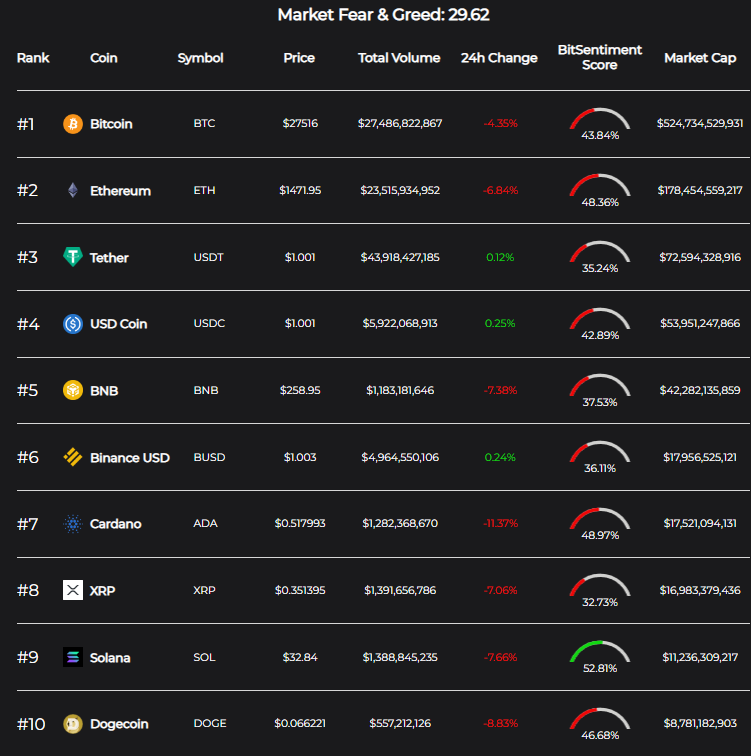 Market Fear & Greed: 29.62
Rank Coin Symbol Price Total Volume 24h Change BitSentiment Score Market Cap
#1 Bitcoin BTC $27516 $27,486,822,867 -4.35% 43.84% $524,734,529,931
#2 Ethereum ETH $1471.95 $23,515,934,952 -6.84% 48.36% $178,454,559,217
#3 Tether USDT $1.001 $43,918,427,185 0.12% 35.24% $72,594,328,916
#4 USD Coin USDC $1.001 $5,922,068,913 0.25% 42.89% $53,951,247,866
#5 BNB BNB $258.95 $1,183,181,646 -7.38% 37.53% $42,282,135,859
#6 Binance USD BUSD $1.003 $4,964,550,106 0.24% 36.11% $17,956,525,121
#7 Cardano ADA $0.517993 $1,282,368,670 -11.37% 48.97% $17,521,094,131
#8 XRP XRP $0.351395 $1,391,656,786 -7.06% 32.73% $16,983,379,436
#9 Solana SOL $32.84 $1,388,845,235 -7.66% 52.81% $11,236,309,217
#10 Dogecoin DOGE $0.066221 $557,212,126 -8.83% 46.68% $8,781,182,903